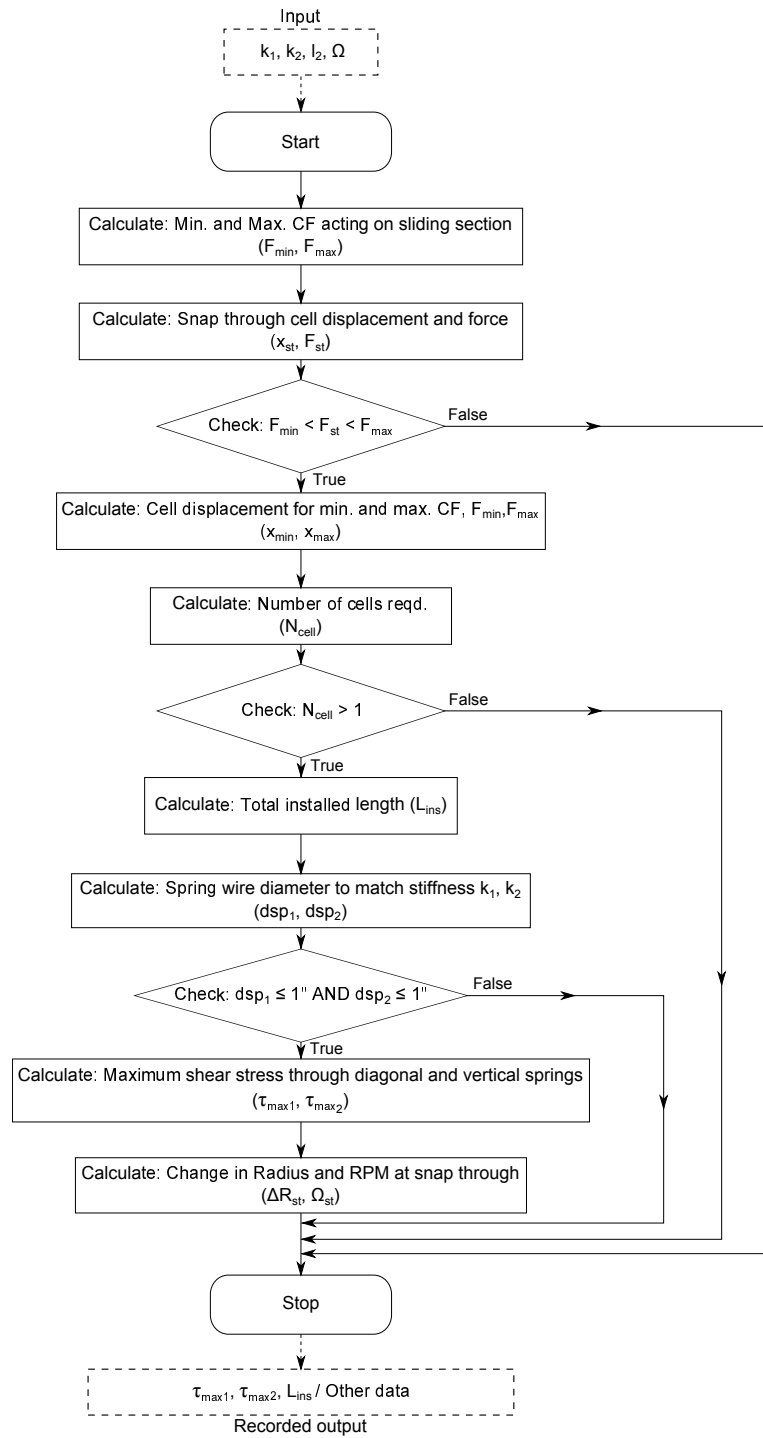 Input
k₁, k₂, l₂, Ω
Start
Calculate: Min. and Max. CF acting on sliding section
(Fₘᵢₙ, Fₘₐₓ)
Calculate: Snap through cell displacement and force
(xₛₜ, Fₛₜ)
Check: Fₘᵢₙ < Fₛₜ < Fₘₐₓ
False
True
Calculate: Cell displacement for min. and max. CF, Fₘᵢₙ,Fₘₐₓ
(xₘᵢₙ, xₘₐₓ)
Calculate: Number of cells reqd.
(N_cell)
Check: N_cell > 1
False
True
Calculate: Total installed length (Lᵢₙₛ)
Calculate: Spring wire diameter to match stiffness k₁, k₂
(dsp₁, dsp₂)
Check: dsp₁ ≤ 1" AND dsp₂ ≤ 1"
False
True
Calculate: Maximum shear stress through diagonal and vertical springs
(τₘₐₓ₁, τₘₐₓ₂)
Calculate: Change in Radius and RPM at snap through
(ΔRₛₜ, Ωₛₜ)
Stop
τₘₐₓ₁, τₘₐₓ₂, Lᵢₙₛ / Other data
Recorded output